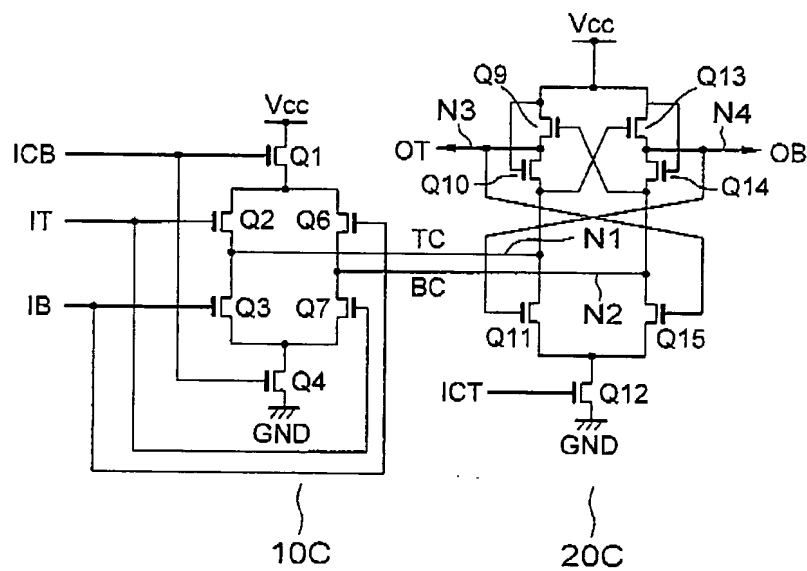 Vcc
Q9
Q13
N3
N4
Vcc
OT
OB
ICB
Q1
Q10
Q14
IT
Q2
Q6
TC
N1
IB
Q3
Q7
BC
N2
Q11
Q15
Q4
ICT
Q12
GND
GND
10C
20C